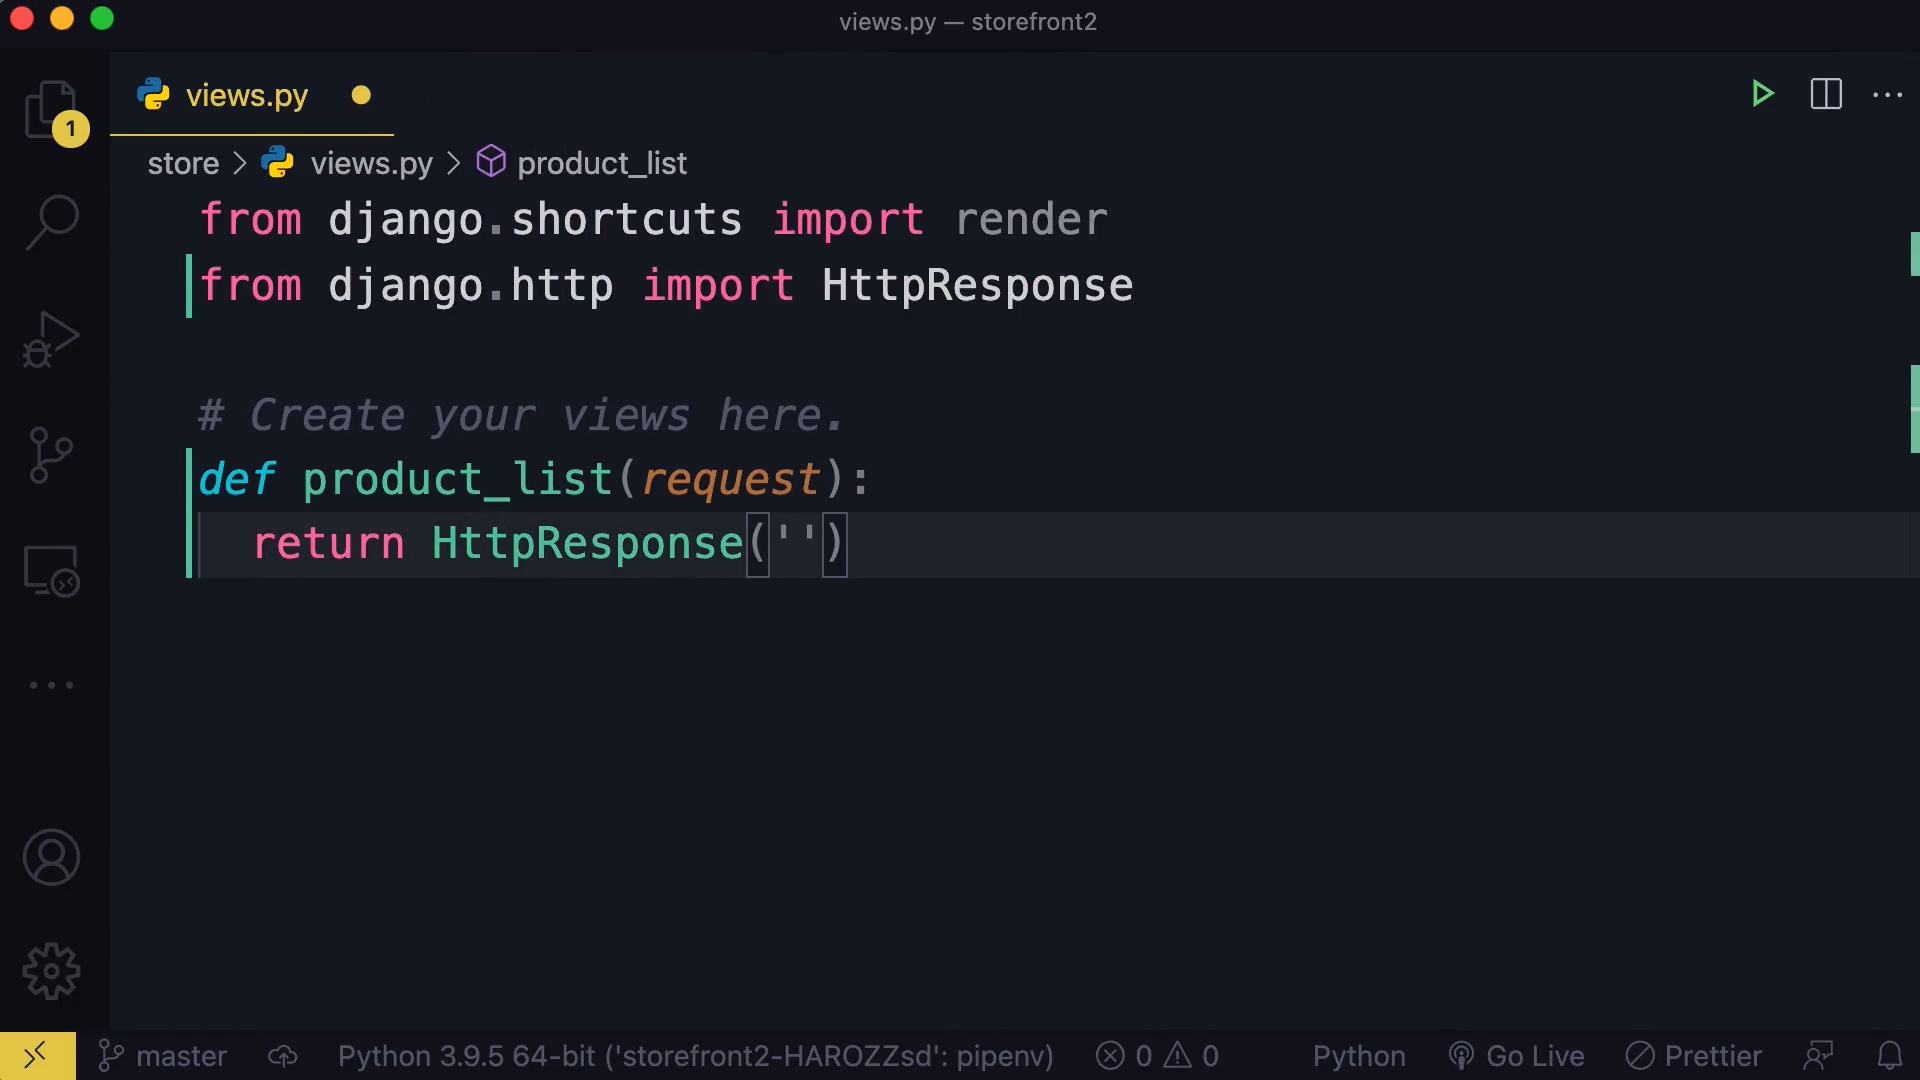 views.py — storefront2
views.py
1
store > views.py > product_list
from django.shortcuts import render
from django.http import HttpResponse
# Create your views here.
def product_list(request):
return HttpResponse('')
master Python 3.9.5 64-bit ('storefront2-HAROZZsd': pipenv) 0 0 Python Go Live Prettier